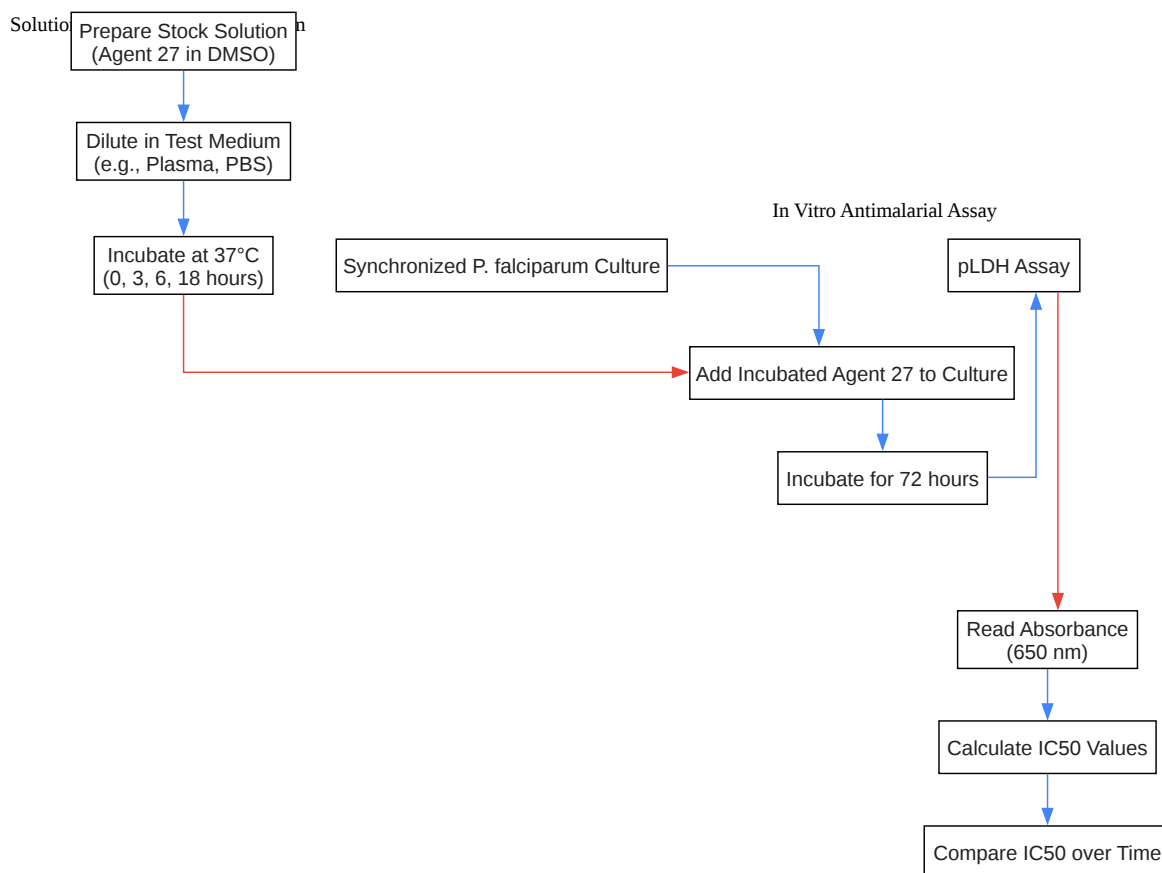 Prepare Stock Solution
(Agent 27 in DMSO)
Dilute in Test Medium
(e.g., Plasma, PBS)
Incubate at 37°C
(0, 3, 6, 18 hours)
In Vitro Antimalarial Assay
Synchronized P. falciparum Culture
pLDH Assay
Add Incubated Agent 27 to Culture
Incubate for 72 hours
Read Absorbance
(650 nm)
Calculate IC50 Values
Compare IC50 over Time